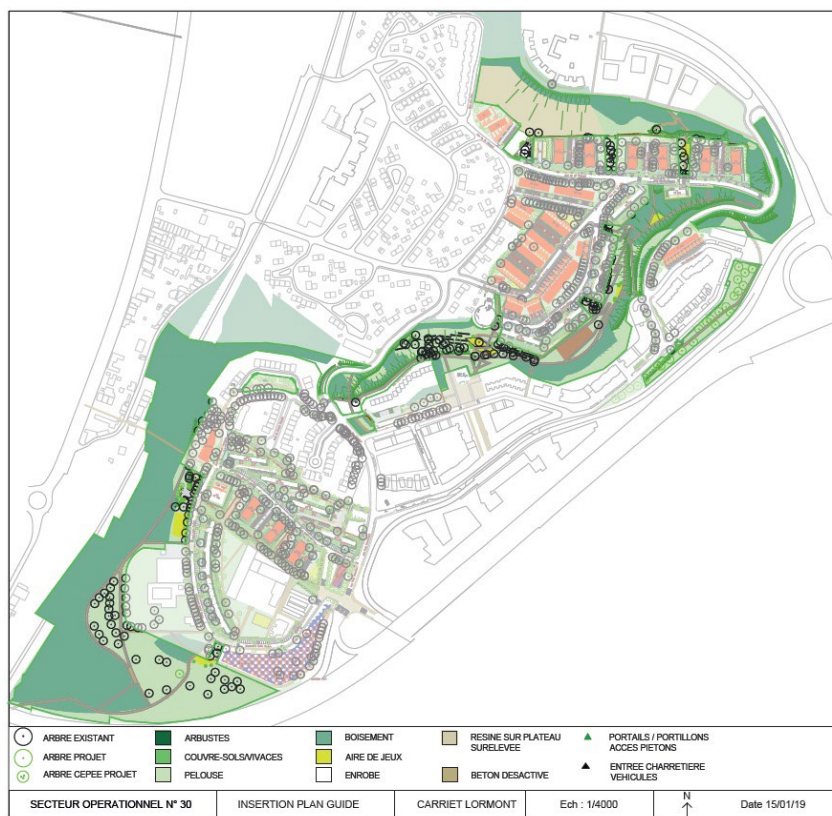 ARBRE EXISTANT
ARBRE PROJET
ARBRE CEPEE PROJET
ARBUSTES
COUVRE-SOLS/VIVACES
PELOUSE
BOISEMENT
AIRE DE JEUX
ENROBE
RESINE SUR PLATEAU
SURELEVEE
BETON DESACTIVE
PORTAILS / PORTILLONS
ACCES PIETONS
ENTREE CHARRETIERE
VEHICULES
SECTEUR OPERATIONNEL N° 30
INSERTION PLAN GUIDE
CARRIET LORMONT
Ech : 1/4000
N
Date 15/01/19